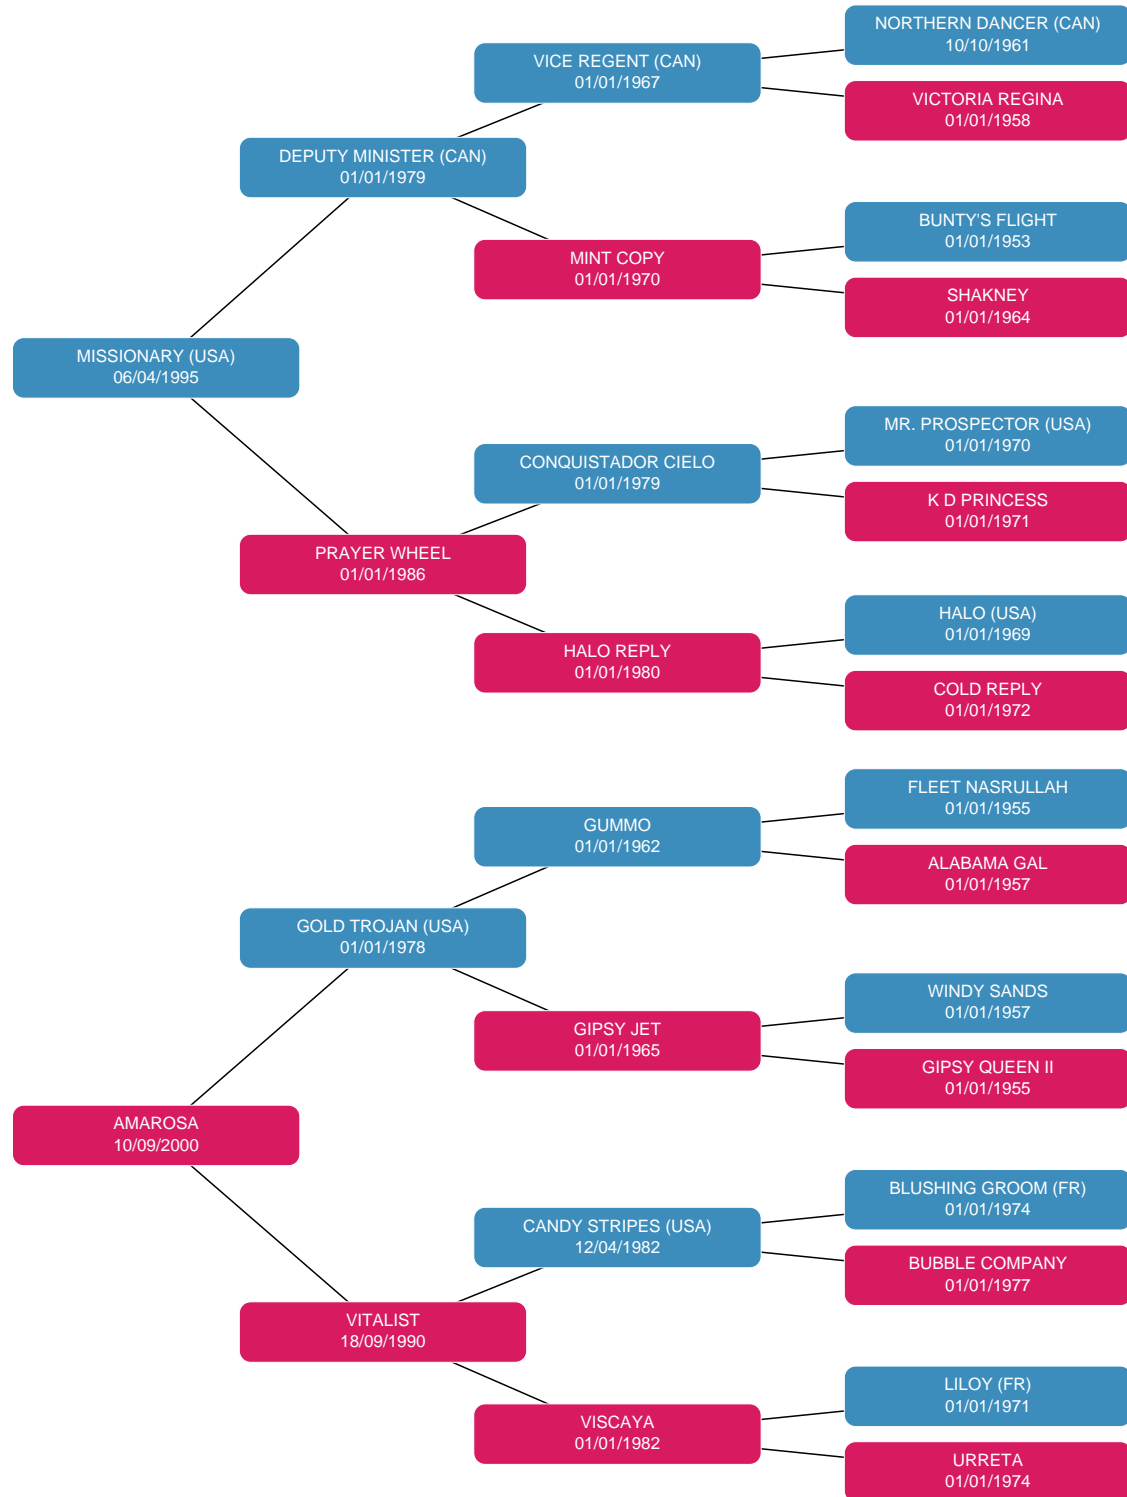 NORTHERN DANCER (CAN)
10/10/1961
VICE REGENT (CAN)
01/01/1967
VICTORIA REGINA
01/01/1958
DEPUTY MINISTER (CAN)
01/01/1979
BUNTY'S FLIGHT
01/01/1953
MINT COPY
01/01/1970
SHAKNEY
01/01/1964
MISSIONARY (USA)
06/04/1995
MR. PROSPECTOR (USA)
01/01/1970
CONQUISTADOR CIELO
01/01/1979
K D PRINCESS
01/01/1971
PRAYER WHEEL
01/01/1986
HALO (USA)
01/01/1969
HALO REPLY
01/01/1980
COLD REPLY
01/01/1972
FLEET NASRULLAH
01/01/1955
GUMMO
01/01/1962
ALABAMA GAL
01/01/1957
GOLD TROJAN (USA)
01/01/1978
WINDY SANDS
01/01/1957
GIPSY JET
01/01/1965
GIPSY QUEEN II
01/01/1955
AMAROSA
10/09/2000
BLUSHING GROOM (FR)
01/01/1974
CANDY STRIPES (USA)
12/04/1982
BUBBLE COMPANY
01/01/1977
VITALIST
18/09/1990
LILOY (FR)
01/01/1971
VISCAYA
01/01/1982
URRETA
01/01/1974